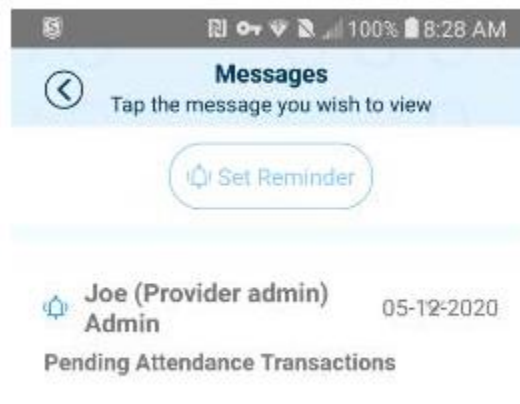 100% 8:28 AM
Messages
Tap the message you wish to view
Set Reminder
Joe (Provider admin)
Admin
05-12-2020
Pending Attendance Transactions